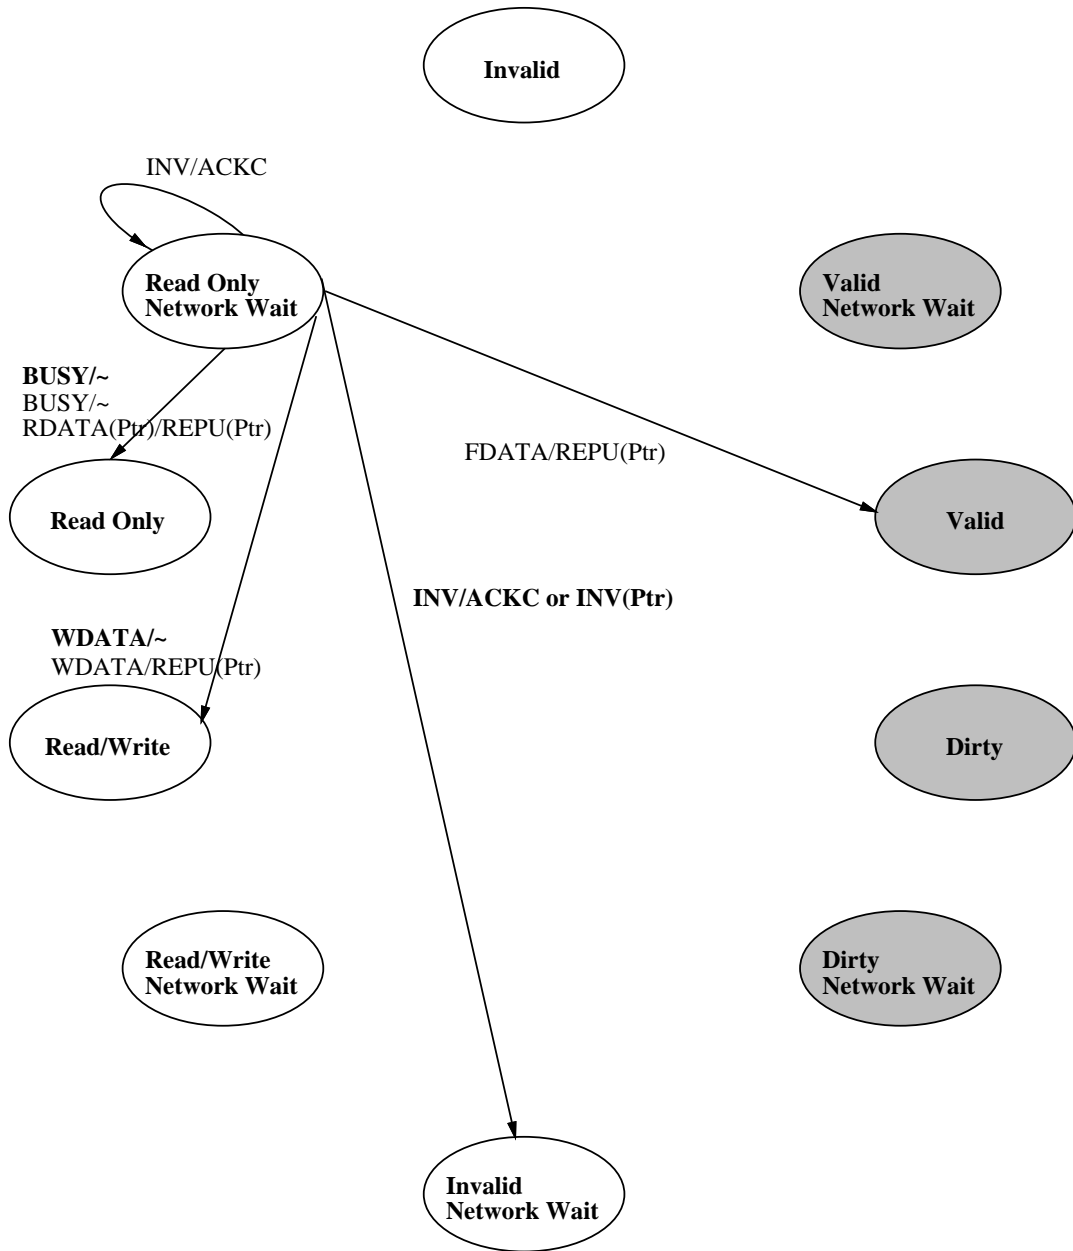 Invalid
INV/ACKC
Read Only
Network Wait
Valid
Network Wait
BUSY/~
BUSY/~
RDATA(Ptr)/REPU(Ptr)
FDATA/REPU(Ptr)
Read Only
Valid
INV/ACKC or INV(Ptr)
WDATA/~
WDATA/REPU(Ptr)
Read/Write
Dirty
Read/Write
Network Wait
Dirty
Network Wait
Invalid
Network Wait